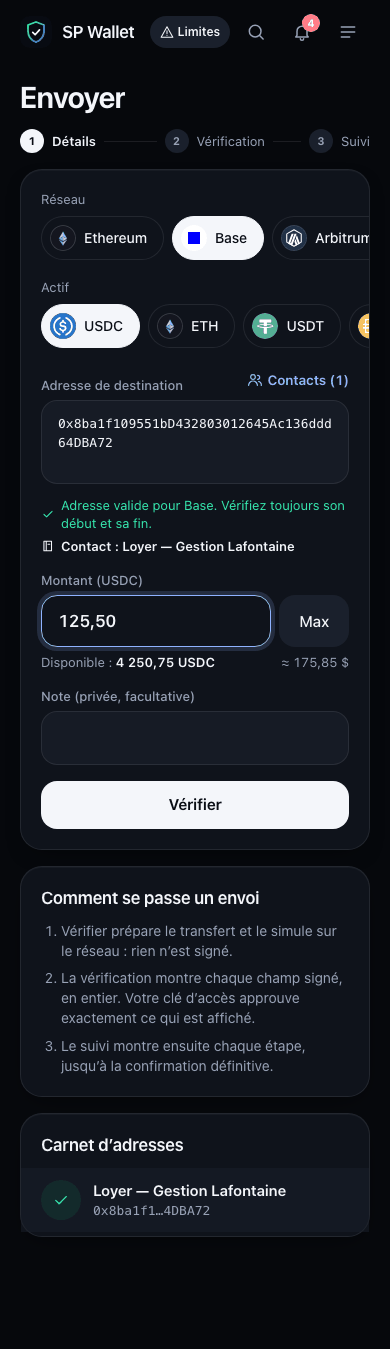 SP Wallet
Limites
4
Envoyer
1 Détails
2 Vérification
3 Suivi
Réseau
Ethereum
Base
Arbitrum
Actif
USDC
ETH
USDT
Adresse de destination
Contacts (1)
0x8ba1f109551bD432803012645Ac136ddd
64DBA72
Adresse valide pour Base. Vérifiez toujours son
début et sa fin.
Contact : Loyer — Gestion Lafontaine
Montant (USDC)
125,50
Max
Disponible : 4 250,75 USDC
≈ 175,85 $
Note (privée, facultative)
Vérifier
Comment se passe un envoi
1. Vérifier prépare le transfert et le simule sur
le réseau : rien n’est signé.
2. La vérification montre chaque champ signé,
en entier. Votre clé d’accès approuve
exactement ce qui est affiché.
3. Le suivi montre ensuite chaque étape,
jusqu’à la confirmation définitive.
Carnet d’adresses
Loyer — Gestion Lafontaine
0x8ba1f1…4DBA72